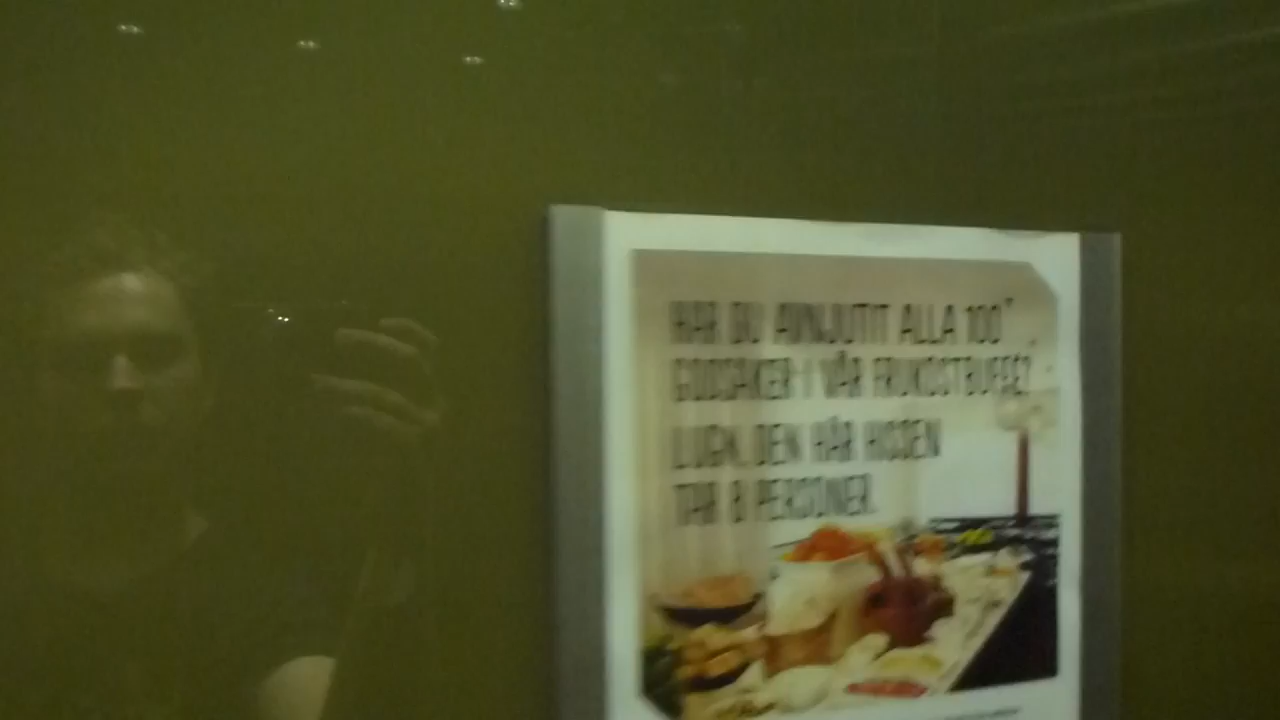 HAR DU AVNJUTIT ALLA 100
GODSAKER I VÅR FRUKOSTBUFFÉ?
LUGN, DEN HÄR HISSEN
TAR 8 PERSONER.